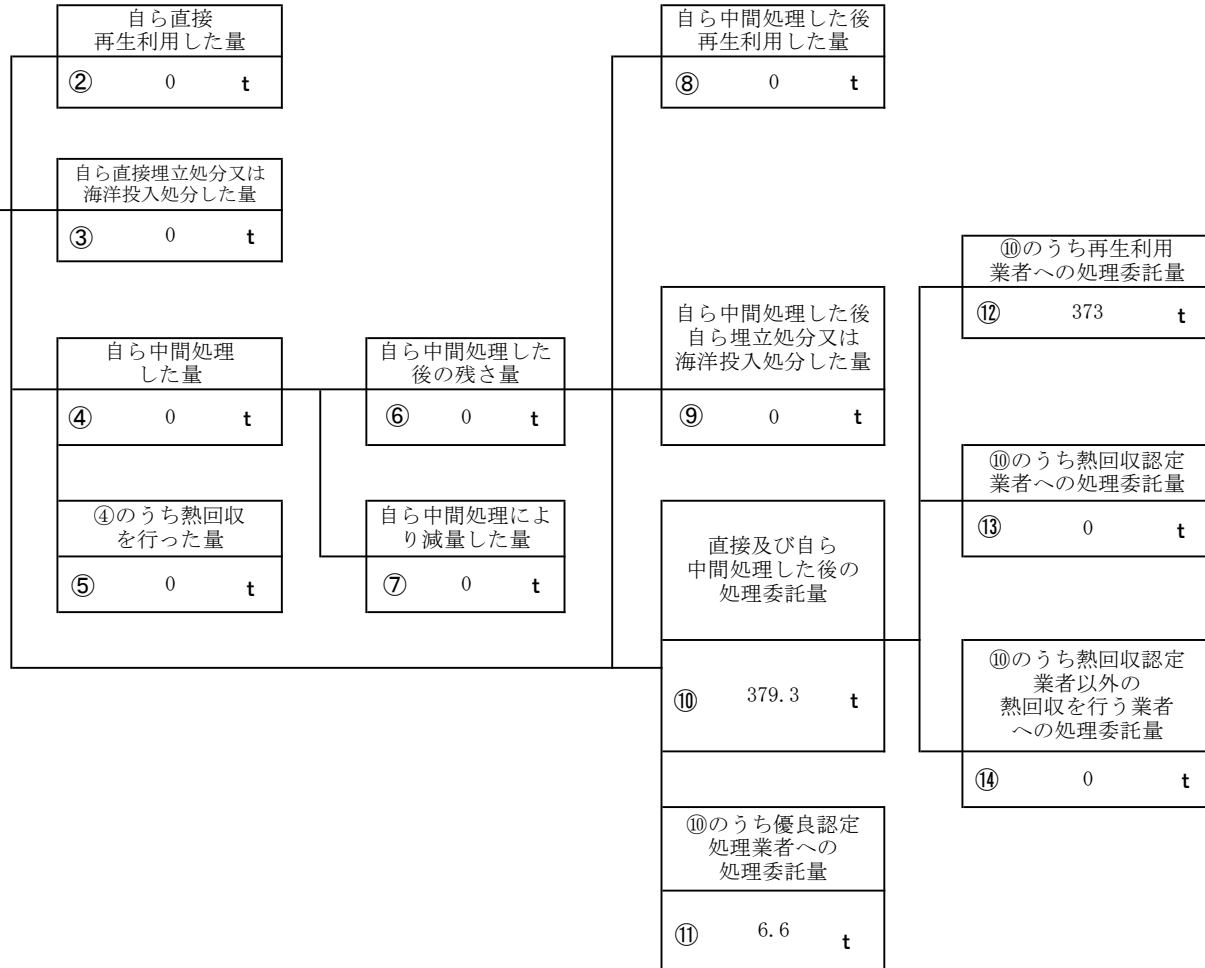 自ら直接
再生利用した量
② 0 t
自ら直接埋立処分又は
海洋投入処分した量
③ 0 t
自ら中間処理
した量
④ 0 t
④のうち熱回収
を行った量
⑤ 0 t
自ら中間処理した
後の残さ量
⑥ 0 t
自ら中間処理によ
り減量した量
⑦ 0 t
自ら中間処理した後
再生利用した量
⑧ 0 t
自ら中間処理した後
自ら埋立処分又は
海洋投入処分した量
⑨ 0 t
直接及び自ら
中間処理した後の
処理委託量
⑩ 379.3 t
⑩のうち優良認定
処理業者への
処理委託量
⑪ 6.6 t
⑩のうち再生利用
業者への処理委託量
⑫ 373 t
⑩のうち熱回収認定
業者への処理委託量
⑬ 0 t
⑩のうち熱回収認定
業者以外の
熱回収を行う業者
への処理委託量
⑭ 0 t